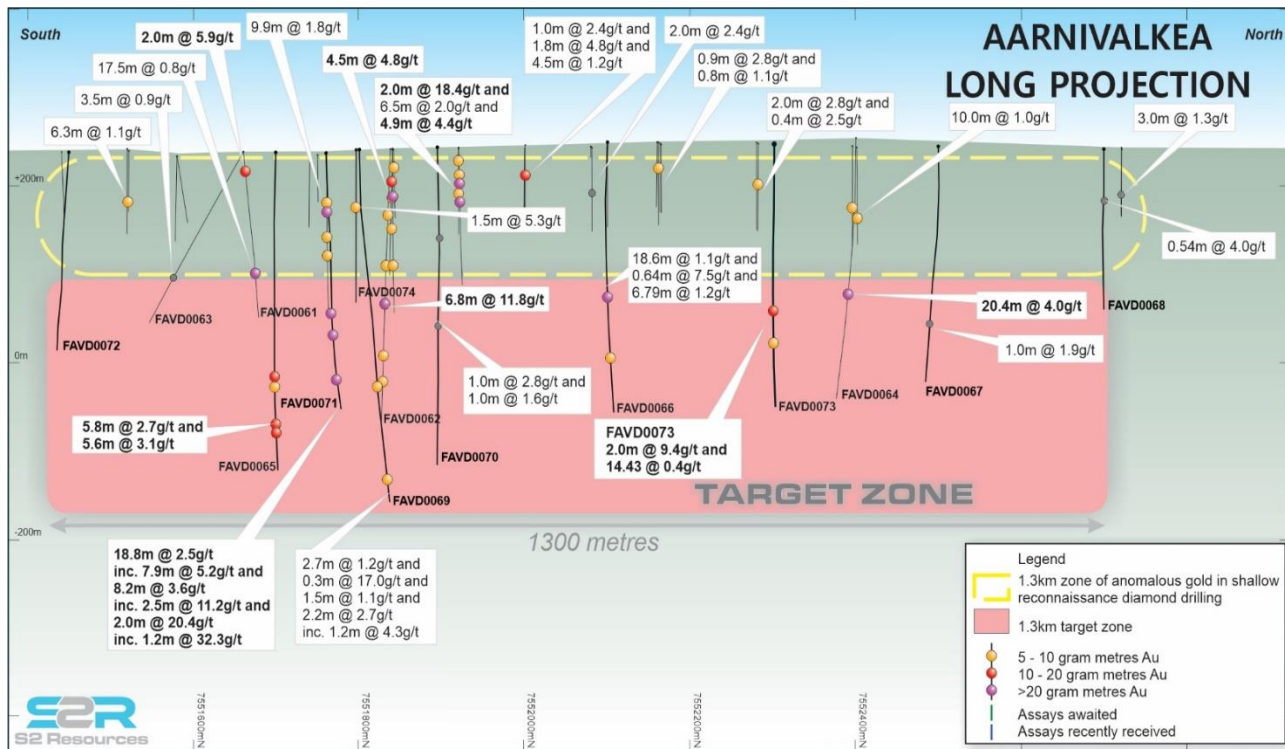 South
2.0m @ 5.9g/t
9.9m @ 1.8g/t
1.0m @ 2.4g/t and
1.8m @ 4.8g/t and
4.5m @ 1.2g/t
2.0m @ 2.4g/t
AARNIVALKEA
LONG PROJECTION
North
17.5m @ 0.8g/t
4.5m @ 4.8g/t
0.9m @ 2.8g/t and
0.8m @ 1.1g/t
3.5m @ 0.9g/t
2.0m @ 18.4g/t and
6.5m @ 2.0g/t and
4.9m @ 4.4g/t
2.0m @ 2.8g/t and
0.4m @ 2.5g/t
10.0m @ 1.0g/t
3.0m @ 1.3g/t
6.3m @ 1.1g/t
+200m
1.5m @ 5.3g/t
0.54m @ 4.0g/t
18.6m @ 1.1g/t and
0.64m @ 7.5g/t and
6.79m @ 1.2g/t
FAVD0074
6.8m @ 11.8g/t
20.4m @ 4.0g/t
FAVD0068
FAVD0063
FAVD0061
FAVD0072
0m
1.0m @ 1.9g/t
1.0m @ 2.8g/t and
1.0m @ 1.6g/t
FAVD0071
FAVD0062
FAVD0066
FAVD0073
FAVD0064
FAVD0067
5.8m @ 2.7g/t and
5.6m @ 3.1g/t
FAVD0073
2.0m @ 9.4g/t and
14.43 @ 0.4g/t
FAVD0065
FAVD0070
FAVD0069
TARGET ZONE
-200m
1300 metres
18.8m @ 2.5g/t
inc. 7.9m @ 5.2g/t and
8.2m @ 3.6g/t
inc. 2.5m @ 11.2g/t and
2.0m @ 20.4g/t
inc. 1.2m @ 32.3g/t
2.7m @ 1.2g/t and
0.3m @ 17.0g/t and
1.5m @ 1.1g/t and
2.2m @ 2.7g/t
inc. 1.2m @ 4.3g/t
Legend
1.3km zone of anomalous gold in shallow
reconnaissance diamond drilling
1.3km target zone
5 - 10 gram metres Au
10 - 20 gram metres Au
>20 gram metres Au
Assays awaited
Assays recently received
S2R
S2 Resources
7551600mN
7551800mN
7552000mN
7552200mN
7552400mN